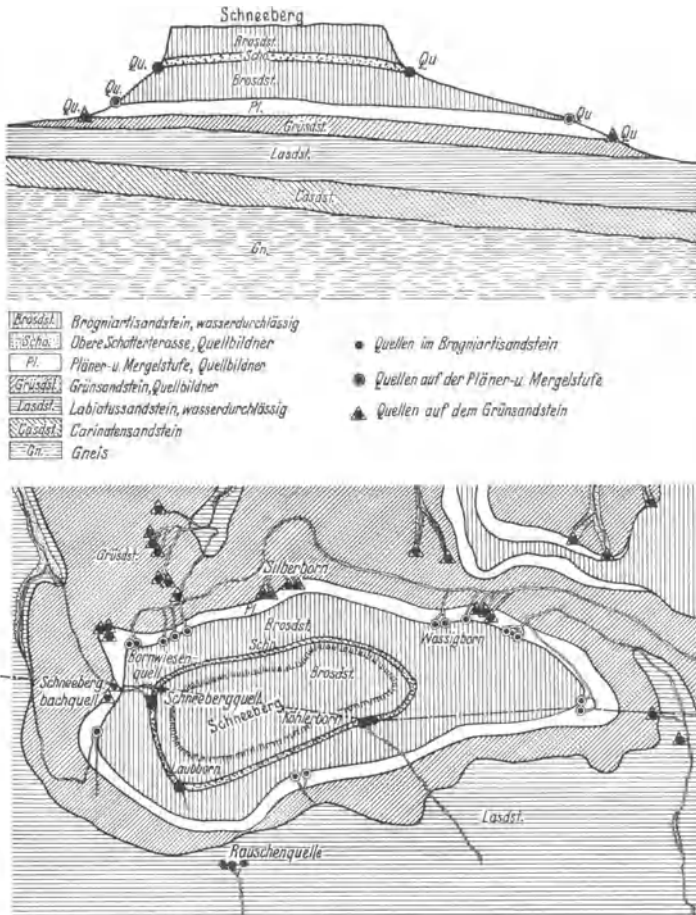 Schneeberg
Brosdst.
Scho.
Brosdst.
Qu.
Qu
Qu.
Qu
Qu.
Qu
Pl.
Grüsdst.
Lasdst.
Casdst.
Gn.
Brosdst. Brogniartisandstein, wasserdurchlässig
Scho. Obere Schotterterasse, Quellbildner
Pl. Pläner-u. Mergelstufe, Quellbildner
Grüsdst. Grünsandstein, Quellbildner
Lasdst. Labiatussandstein, wasserdurchlässig
Casdst. Carinatensandstein
Gn. Gneis
Quellen im Brogniartisandstein
Quellen auf der Pläner-u. Mergelstufe
Quellen auf dem Grünsandstein
Grüsdst.
Silberborn
Pl.
Brosdst.
Wassigborn
Scho.
Bornwiesen-
quell
Brosdst.
Schneeberg
bachquell
Schneebergquell
Schneeberg
Köhlerborn
Laubborn
Lasdst.
Rauschenquelle